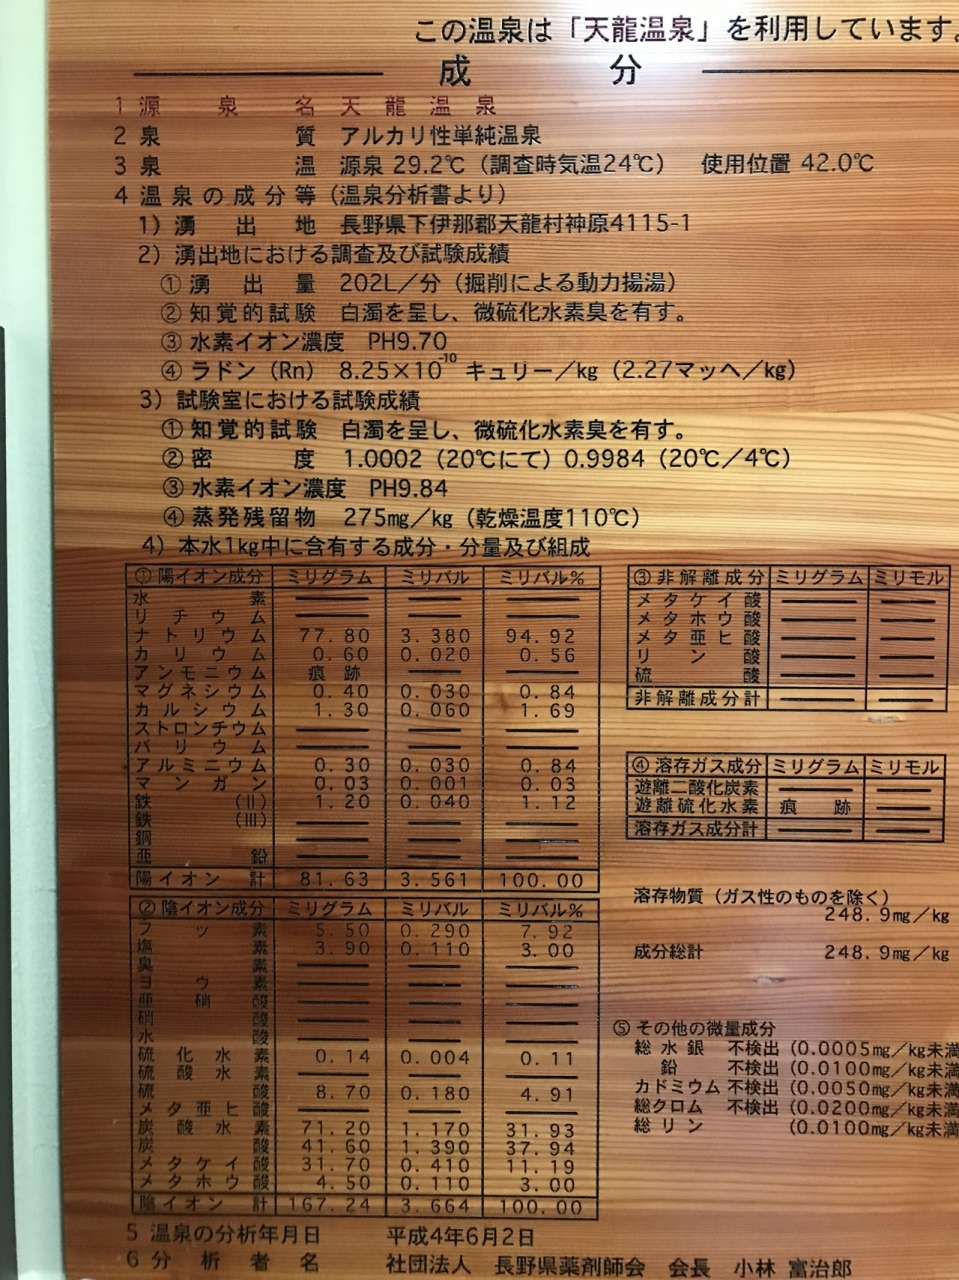 この温泉は「天龍温泉」を利用しています。
成 分
1 源泉名 天龍温泉
2 泉質 アルカリ性単純温泉
3 泉温 源泉 29.2℃（調査時気温24℃） 使用位置 42.0℃
4 温泉の成分等（温泉分析書より）
1）湧出地 長野県下伊那郡天龍村神原4115-1
2）湧出地における調査及び試験成績
① 湧出量 202L／分（掘削による動力揚湯）
② 知覚的試験 白濁を呈し、微硫化水素臭を有す。
③ 水素イオン濃度 PH9.70
④ ラドン（Rn） 8.25×10⁻¹⁰ キュリー／kg（2.27マッヘ／kg）
3）試験室における試験成績
① 知覚的試験 白濁を呈し、微硫化水素臭を有す。
② 密度 1.0002（20℃にて）0.9984（20℃／4℃）
③ 水素イオン濃度 PH9.84
④ 蒸発残留物 275㎎／kg（乾燥温度110℃）
4）本水1kg中に含有する成分・分量及び組成
① 陽イオン成分 ミリグラム ミリバル ミリバル%
水素 ― ― ―
リチウム ― ― ―
ナトリウム 77.80 3.380 94.92
カリウム 0.60 0.020 0.56
アンモニウム 痕跡 ― ―
マグネシウム 0.40 0.030 0.84
カルシウム 1.30 0.060 1.69
ストロンチウム ― ― ―
バリウム ― ― ―
アルミニウム 0.30 0.030 0.84
マンガン 0.03 0.001 0.03
鉄（Ⅱ） 1.20 0.040 1.12
鉄（Ⅲ） ― ― ―
銅 ― ― ―
亜鉛 ― ― ―
陽イオン計 81.63 3.561 100.00
② 陰イオン成分 ミリグラム ミリバル ミリバル%
フッ素 5.50 0.290 7.92
塩素 3.90 0.110 3.00
臭素 ― ― ―
ヨウ素 ― ― ―
亜硝酸 ― ― ―
硝酸 ― ― ―
水酸 ― ― ―
硫化水素 0.14 0.004 0.11
硫酸水素 ― ― ―
硫酸 8.70 0.180 4.91
メタ亜ヒ酸 ― ― ―
炭酸水素 71.20 1.170 31.93
炭酸 41.60 1.390 37.94
メタケイ酸 31.70 0.410 11.19
メタホウ酸 4.50 0.110 3.00
陰イオン計 167.24 3.664 100.00
③ 非解離成分 ミリグラム ミリモル
メタケイ酸 ― ―
メタホウ酸 ― ―
メタ亜ヒ酸 ― ―
リン酸 ― ―
硫酸 ― ―
非解離成分計 ― ―
④ 溶存ガス成分 ミリグラム ミリモル
遊離二酸化炭素 ― ―
遊離硫化水素 痕跡 ―
溶存ガス成分計 ― ―
溶存物質（ガス性のものを除く）
248.9㎎／kg
成分総計 248.9㎎／kg
⑤ その他の微量成分
総水銀 不検出（0.0005㎎／kg未満
鉛 不検出（0.0100㎎／kg未満
カドミウム 不検出（0.0050㎎／kg未満
総クロム 不検出（0.0200㎎／kg未満
総リン （0.0100㎎／kg未満
5 温泉の分析年月日 平成4年6月2日
6 分析者名 社団法人 長野県薬剤師会 会長 小林 富治郎